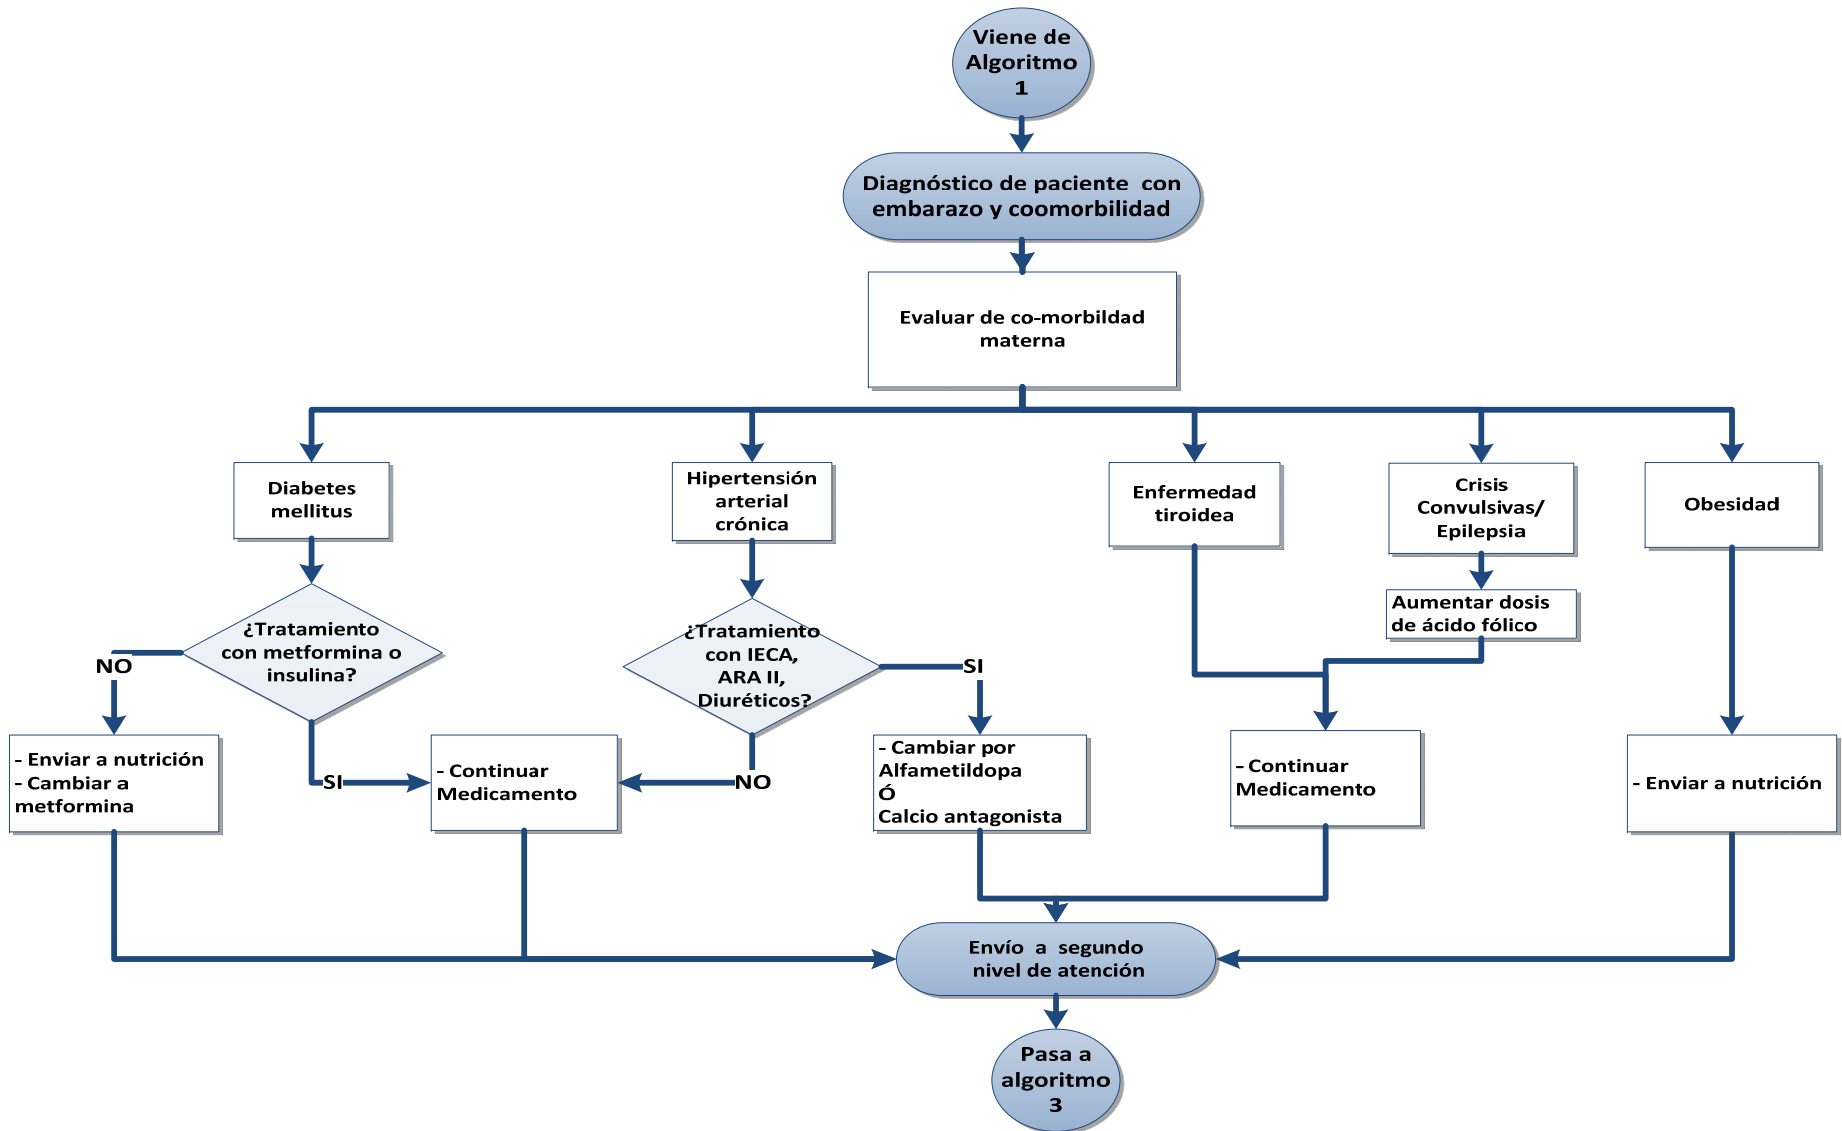 Viene de
Algoritmo
1
Diagnóstico de paciente con
embarazo y coomorbilidad
Evaluar de co-morbildad
materna
Diabetes
mellitus
Hipertensión
arterial
crónica
Enfermedad
tiroidea
Crisis
Convulsivas/
Epilepsia
Obesidad
Aumentar dosis
de ácido fólico
¿Tratamiento
con metformina o
insulina?
¿Tratamiento
con IECA,
ARA II,
Diuréticos?
NO
SI
- Enviar a nutrición
- Cambiar a
metformina
SI
- Continuar
Medicamento
NO
- Cambiar por
Alfametildopa
Ó
Calcio antagonista
- Continuar
Medicamento
- Enviar a nutrición
Envío a segundo
nivel de atención
Pasa a
algoritmo
3